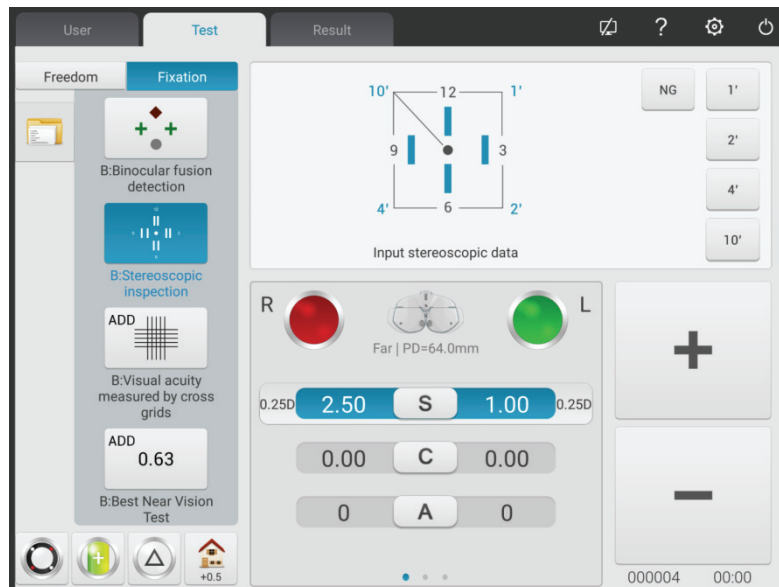 User
Test
Result
?
Freedom
Fixation
B:Binocular fusion
detection
B:Stereoscopic
inspection
ADD
B:Visual acuity
measured by cross
grids
ADD
0.63
B:Best Near Vision
Test
+0.5
10'
12
1'
9
3
4'
6
2'
Input stereoscopic data
NG
1'
2'
4'
10'
R
L
Far | PD=64.0mm
0.25D 2.50 S 1.00 0.25D
0.00 C 0.00
0 A 0
+
−
000004 00:00